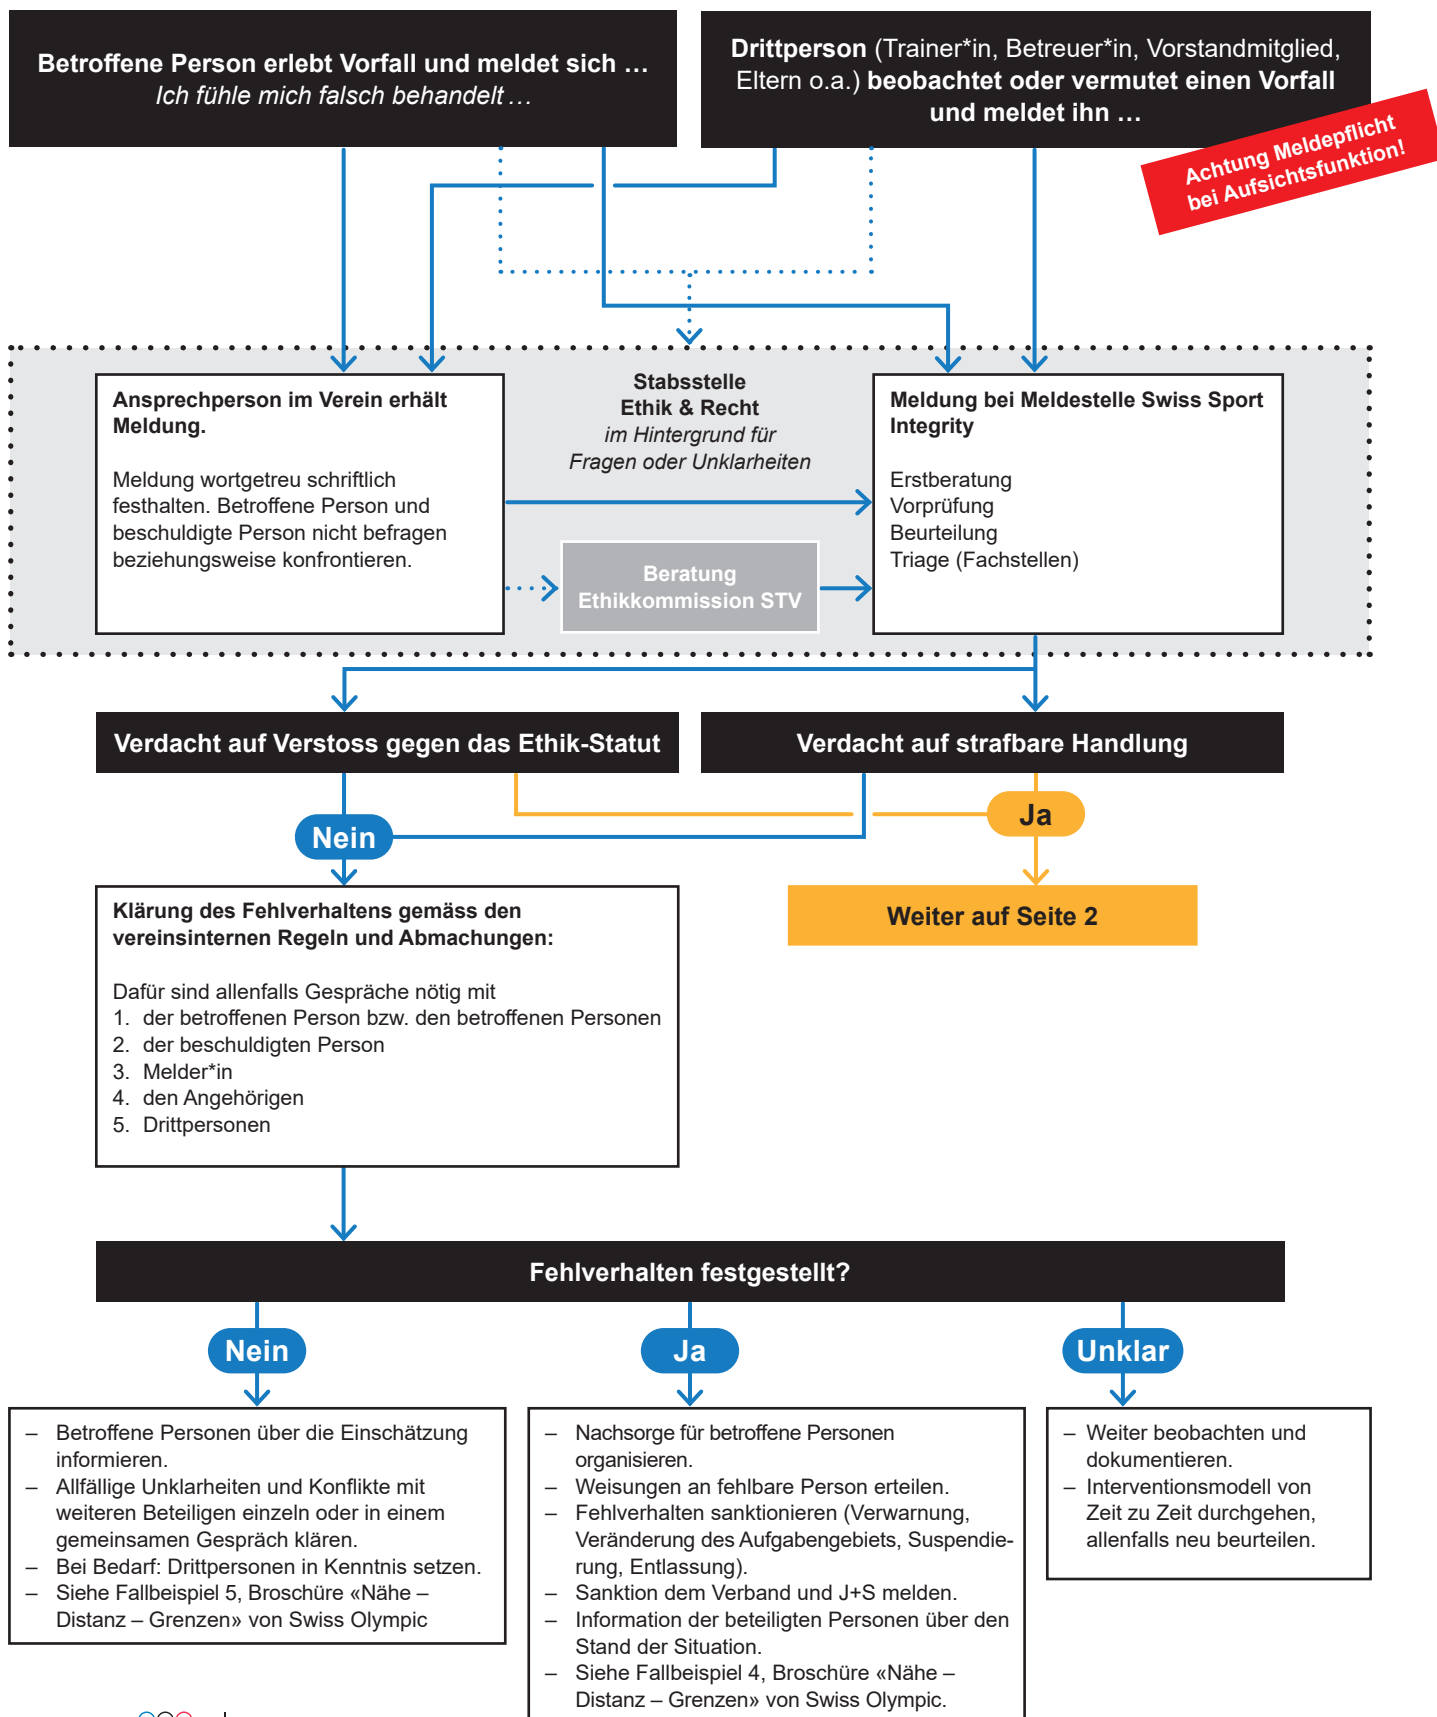 Betroffene Person erlebt Vorfall und meldet sich …
Ich fühle mich falsch behandelt …
Drittperson (Trainer*in, Betreuer*in, Vorstandmitglied,
Eltern o.a.) beobachtet oder vermutet einen Vorfall
und meldet ihn …
Achtung Meldepflicht
bei Aufsichtsfunktion!
Ansprechperson im Verein erhält
Meldung.
Meldung wortgetreu schriftlich
festhalten. Betroffene Person und
beschuldigte Person nicht befragen
beziehungsweise konfrontieren.
Stabsstelle
Ethik & Recht
im Hintergrund für
Fragen oder Unklarheiten
Beratung
Ethikkommission STV
Meldung bei Meldestelle Swiss Sport
Integrity
Erstberatung
Vorprüfung
Beurteilung
Triage (Fachstellen)
Verdacht auf Verstoss gegen das Ethik-Statut
Verdacht auf strafbare Handlung
Nein
Ja
Klärung des Fehlverhaltens gemäss den
vereinsinternen Regeln und Abmachungen:
Dafür sind allenfalls Gespräche nötig mit
1. der betroffenen Person bzw. den betroffenen Personen
2. der beschuldigten Person
3. Melder*in
4. den Angehörigen
5. Drittpersonen
Weiter auf Seite 2
Fehlverhalten festgestellt?
Nein
Ja
Unklar
– Betroffene Personen über die Einschätzung
informieren.
– Allfällige Unklarheiten und Konflikte mit
weiteren Beteiligen einzeln oder in einem
gemeinsamen Gespräch klären.
– Bei Bedarf: Drittpersonen in Kenntnis setzen.
– Siehe Fallbeispiel 5, Broschüre «Nähe –
Distanz – Grenzen» von Swiss Olympic
– Nachsorge für betroffene Personen
organisieren.
– Weisungen an fehlbare Person erteilen.
– Fehlverhalten sanktionieren (Verwarnung,
Veränderung des Aufgabengebiets, Suspendie-
rung, Entlassung).
– Sanktion dem Verband und J+S melden.
– Information der beteiligten Personen über den
Stand der Situation.
– Siehe Fallbeispiel 4, Broschüre «Nähe –
Distanz – Grenzen» von Swiss Olympic.
– Weiter beobachten und
dokumentieren.
– Interventionsmodell von
Zeit zu Zeit durchgehen,
allenfalls neu beurteilen.